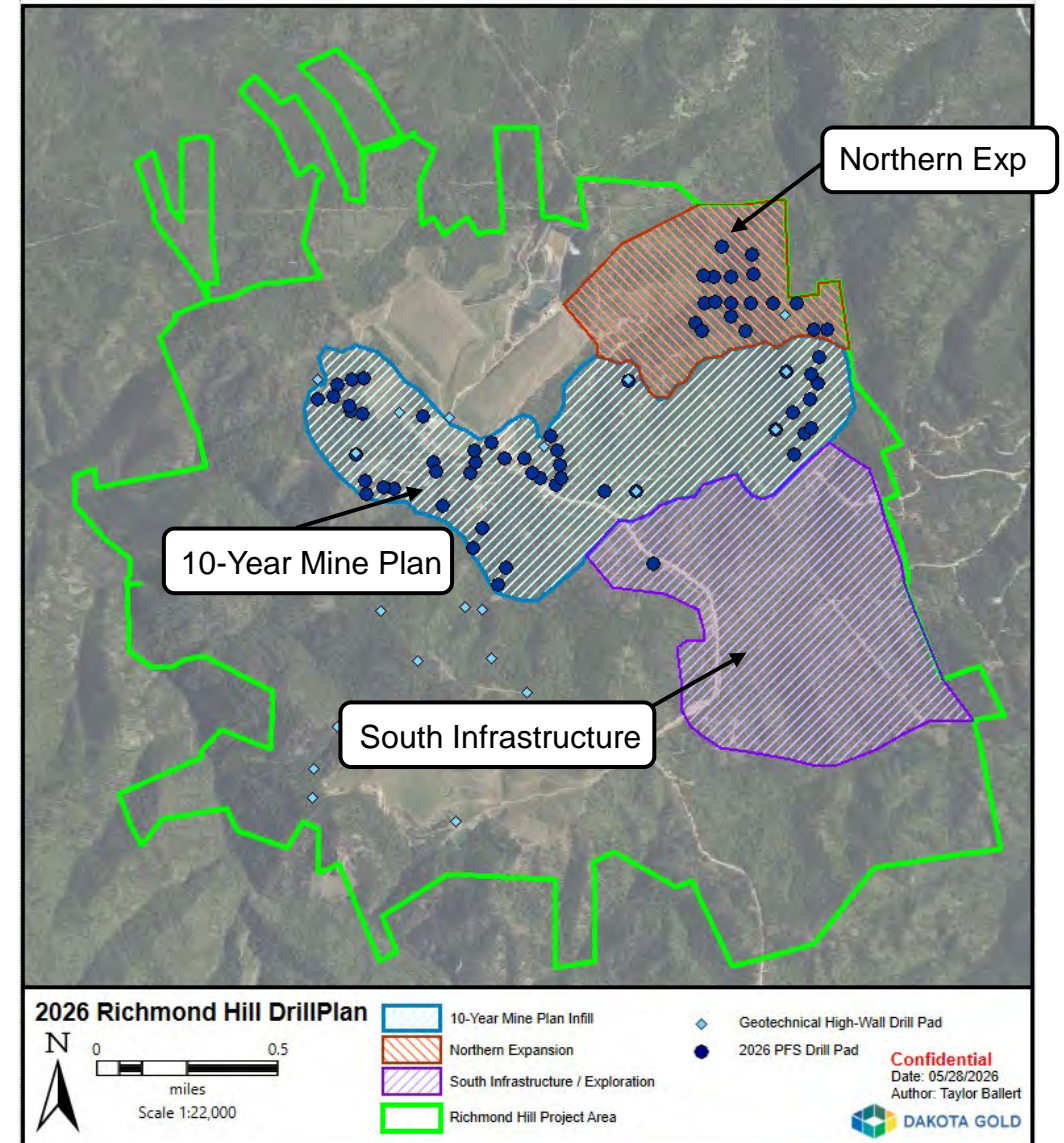 Northern Exp
10-Year Mine Plan
South Infrastructure
2026 Richmond Hill DrillPlan
N
0 0.5
miles
Scale 1:22,000
10-Year Mine Plan Infill
Northern Expansion
South Infrastructure / Exploration
Richmond Hill Project Area
Geotechnical High-Wall Drill Pad
2026 PFS Drill Pad
Confidential
Date: 05/28/2026
Author: Taylor Ballert
DAKOTA GOLD